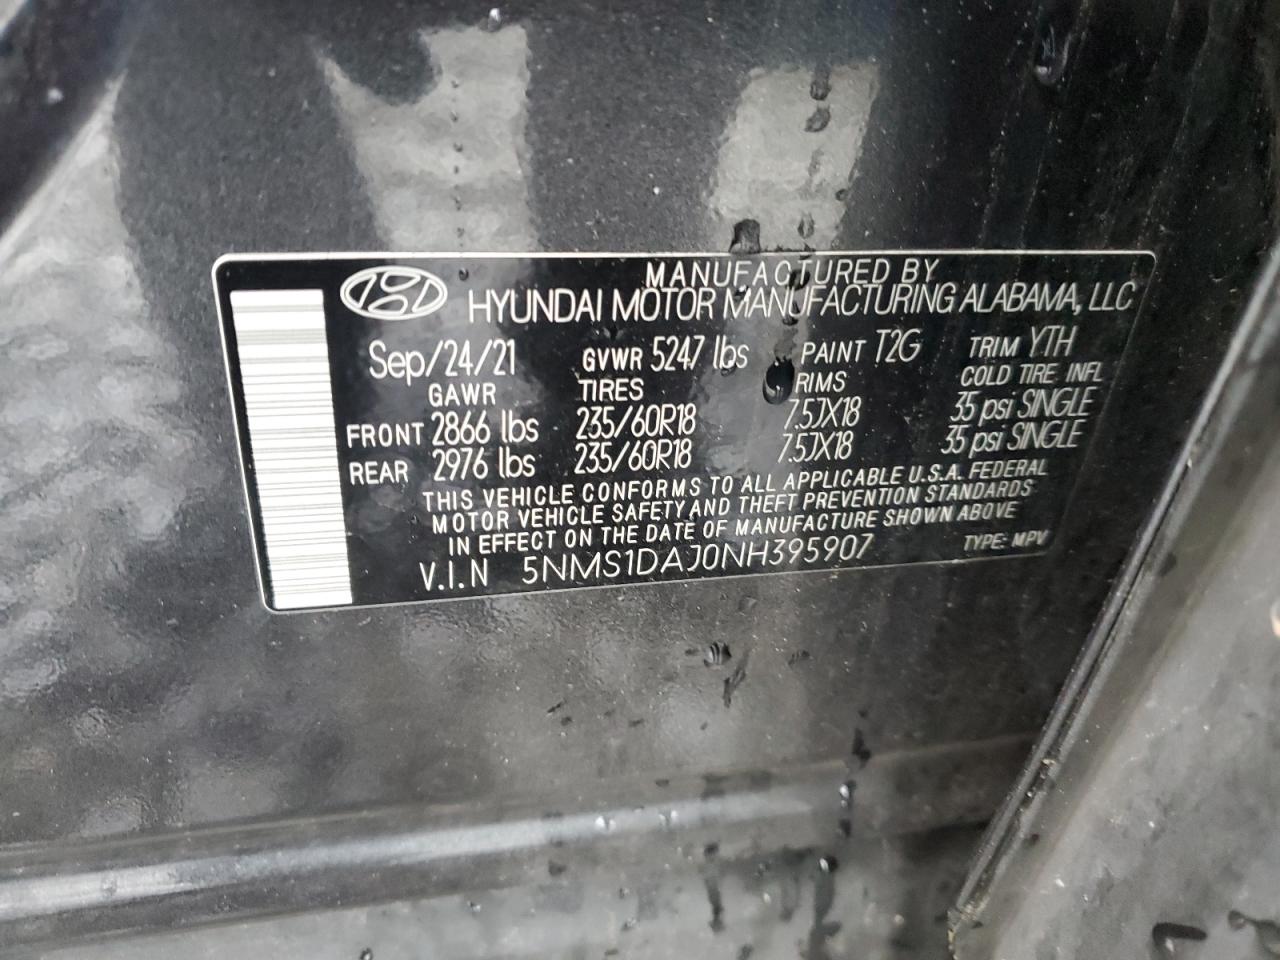 MANUFACTURED BY
HYUNDAI MOTOR MANUFACTURING ALABAMA, LLC
Sep/24/21 GVWR 5247 lbs PAINT T2G TRIM YTH
GAWR TIRES RIMS COLD TIRE INFL
FRONT 2866 lbs 235/60R18 7.5JX18 35 psi SINGLE
REAR 2976 lbs 235/60R18 7.5JX18 35 psi SINGLE
THIS VEHICLE CONFORMS TO ALL APPLICABLE U.S.A. FEDERAL
MOTOR VEHICLE SAFETY AND THEFT PREVENTION STANDARDS
IN EFFECT ON THE DATE OF MANUFACTURE SHOWN ABOVE
V.I.N 5NMS1DAJ0NH395907 TYPE: MPV